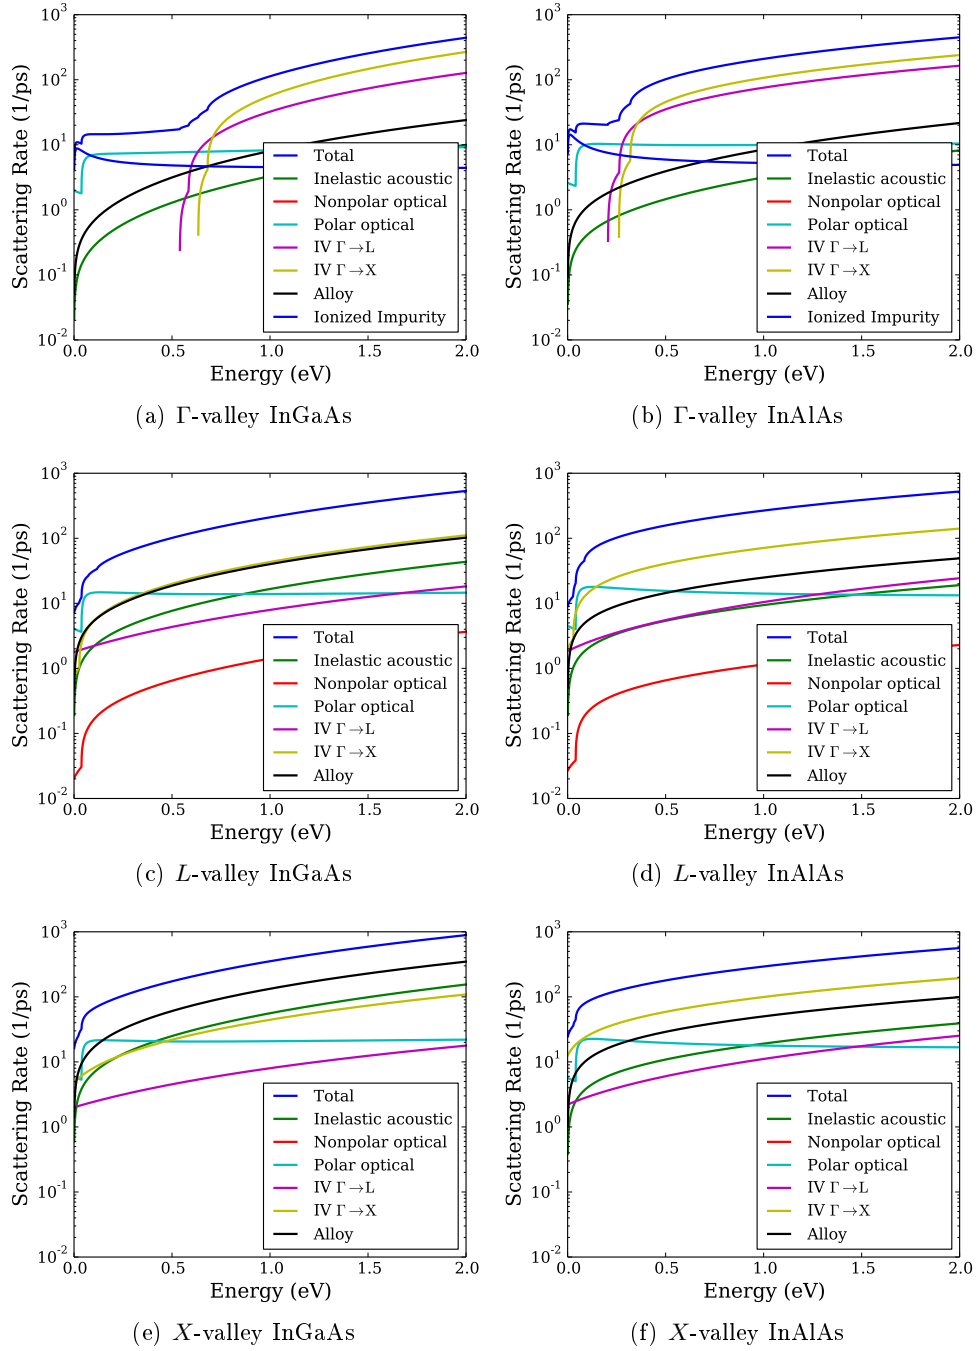 10³
10²
10¹
10⁰
10⁻¹
10⁻²
Scattering Rate (1/ps)
Total
Inelastic acoustic
Nonpolar optical
Polar optical
IV Γ→L
IV Γ→X
Alloy
Ionized Impurity
0.0 0.5 1.0 1.5 2.0
Energy (eV)
(a) Γ-valley InGaAs
10³
10²
10¹
10⁰
10⁻¹
10⁻²
Scattering Rate (1/ps)
Total
Inelastic acoustic
Nonpolar optical
Polar optical
IV Γ→L
IV Γ→X
Alloy
Ionized Impurity
0.0 0.5 1.0 1.5 2.0
Energy (eV)
(b) Γ-valley InAlAs
10³
10²
10¹
10⁰
10⁻¹
10⁻²
Scattering Rate (1/ps)
Total
Inelastic acoustic
Nonpolar optical
Polar optical
IV Γ→L
IV Γ→X
Alloy
0.0 0.5 1.0 1.5 2.0
Energy (eV)
(c) L-valley InGaAs
10³
10²
10¹
10⁰
10⁻¹
10⁻²
Scattering Rate (1/ps)
Total
Inelastic acoustic
Nonpolar optical
Polar optical
IV Γ→L
IV Γ→X
Alloy
0.0 0.5 1.0 1.5 2.0
Energy (eV)
(d) L-valley InAlAs
10³
10²
10¹
10⁰
10⁻¹
10⁻²
Scattering Rate (1/ps)
Total
Inelastic acoustic
Nonpolar optical
Polar optical
IV Γ→L
IV Γ→X
Alloy
0.0 0.5 1.0 1.5 2.0
Energy (eV)
(e) X-valley InGaAs
10³
10²
10¹
10⁰
10⁻¹
10⁻²
Scattering Rate (1/ps)
Total
Inelastic acoustic
Nonpolar optical
Polar optical
IV Γ→L
IV Γ→X
Alloy
0.0 0.5 1.0 1.5 2.0
Energy (eV)
(f) X-valley InAlAs